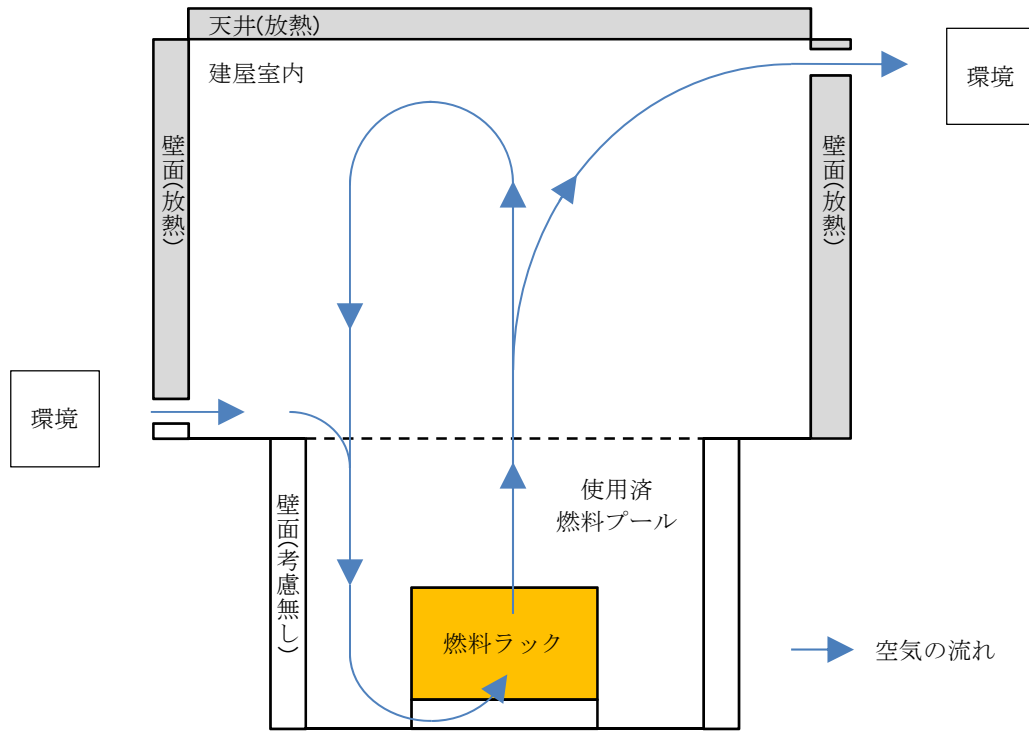 天井(放熱)
建屋室内
環境
壁面(放熱)
壁面(放熱)
環境
使用済
燃料プール
壁面(考慮無し)
燃料ラック
空気の流れ